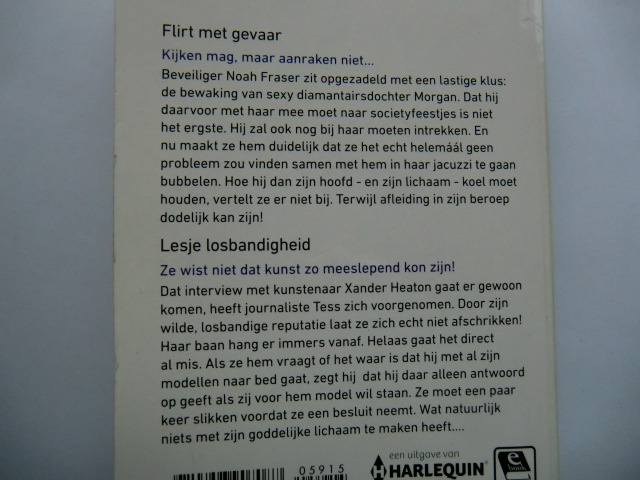 Flirt met gevaar
Kijken mag, maar aanraken niet...
Beveiliger Noah Fraser zit opgezadeld met een lastige klus:
de bewaking van sexy diamantairsdochter Morgan. Dat hij
daarvoor met haar mee moet naar societyfeestjes is niet
het ergste. Hij zal ook nog bij haar moeten intrekken. En
nu maakt ze hem duidelijk dat ze het echt helemáál geen
probleem zou vinden samen met hem in haar jacuzzi te gaan
bubbelen. Hoe hij dan zijn hoofd - en zijn lichaam - koel moet
houden, vertelt ze er niet bij. Terwijl afleiding in zijn beroep
dodelijk kan zijn!
Lesje losbandigheid
Ze wist niet dat kunst zo meeslepend kon zijn!
Dat interview met kunstenaar Xander Heaton gaat er gewoon
komen, heeft journaliste Tess zich voorgenomen. Door zijn
wilde, losbandige reputatie laat ze zich echt niet afschrikken!
Haar baan hang er immers vanaf. Helaas gaat het direct
al mis. Als ze hem vraagt of het waar is dat hij met al zijn
modellen naar bed gaat, zegt hij dat hij daar alleen antwoord
op geeft als zij voor hem model wil staan. Ze moet een paar
keer slikken voordat ze een besluit neemt. Wat natuurlijk
niets met zijn goddelijke lichaam te maken heeft....
05915
een uitgave van
HARLEQUIN®
e
book